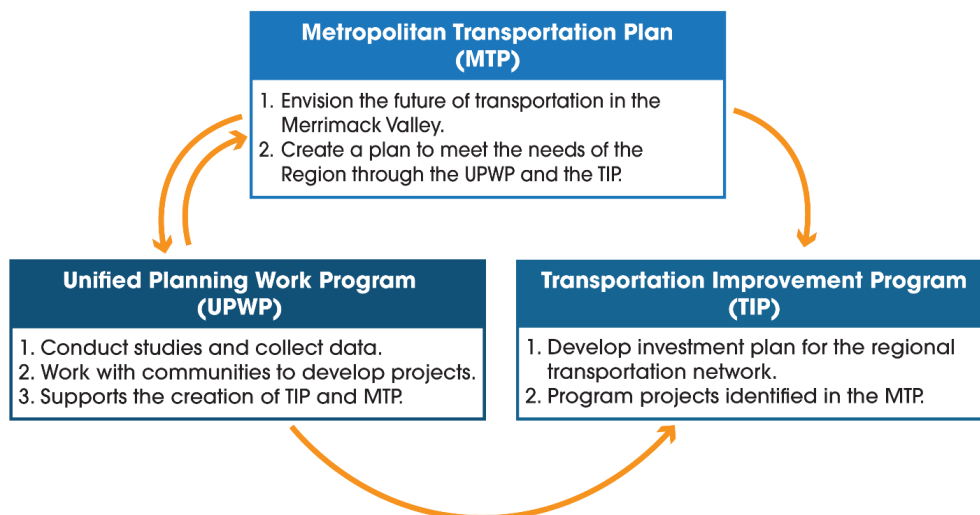 Metropolitan Transportation Plan
(MTP)
1. Envision the future of transportation in the
Merrimack Valley.
2. Create a plan to meet the needs of the
Region through the UPWP and the TIP.
Unified Planning Work Program
(UPWP)
1. Conduct studies and collect data.
2. Work with communities to develop projects.
3. Supports the creation of TIP and MTP.
Transportation Improvement Program
(TIP)
1. Develop investment plan for the regional
transportation network.
2. Program projects identified in the MTP.